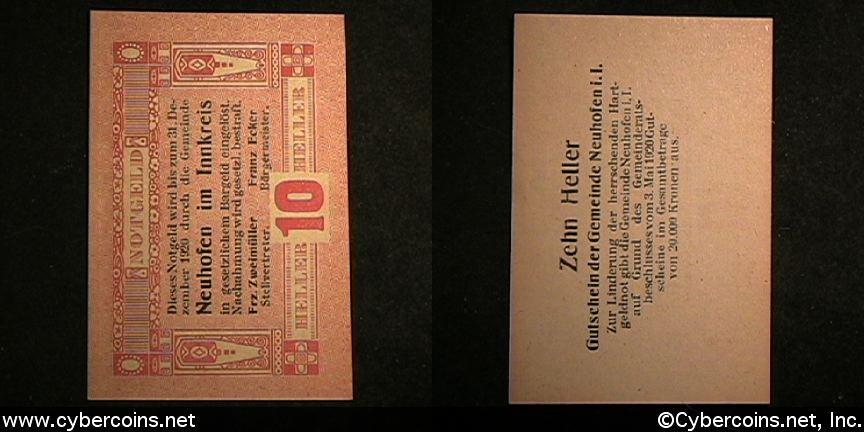 NOTGELD
Dieses Notgeld wird bis zum 31. De-
zember 1920 durch die Gemeinde
Neuhofen im Innkreis
in gesetzlichem Bargeld eingelöst.
Nachahmung wird gesetzl. bestraft.
Frz. Zweimüller Franz Ecker
Stellvertreter. Bürgermeister.
HELLER 10 HELLER
Zehn Heller
Gutschein der Gemeinde Neuhofen i. I.
Zur Linderung der herrschenden Hart-
geldnot gibt die Gemeinde Neuhofen i. I.
auf Grund des Gemeinderats-
beschlusses vom 3. Mai 1920 Gut-
scheine im Gesamtbetrage
von 20.000 Kronen aus.
www.cybercoins.net
©Cybercoins.net, Inc.